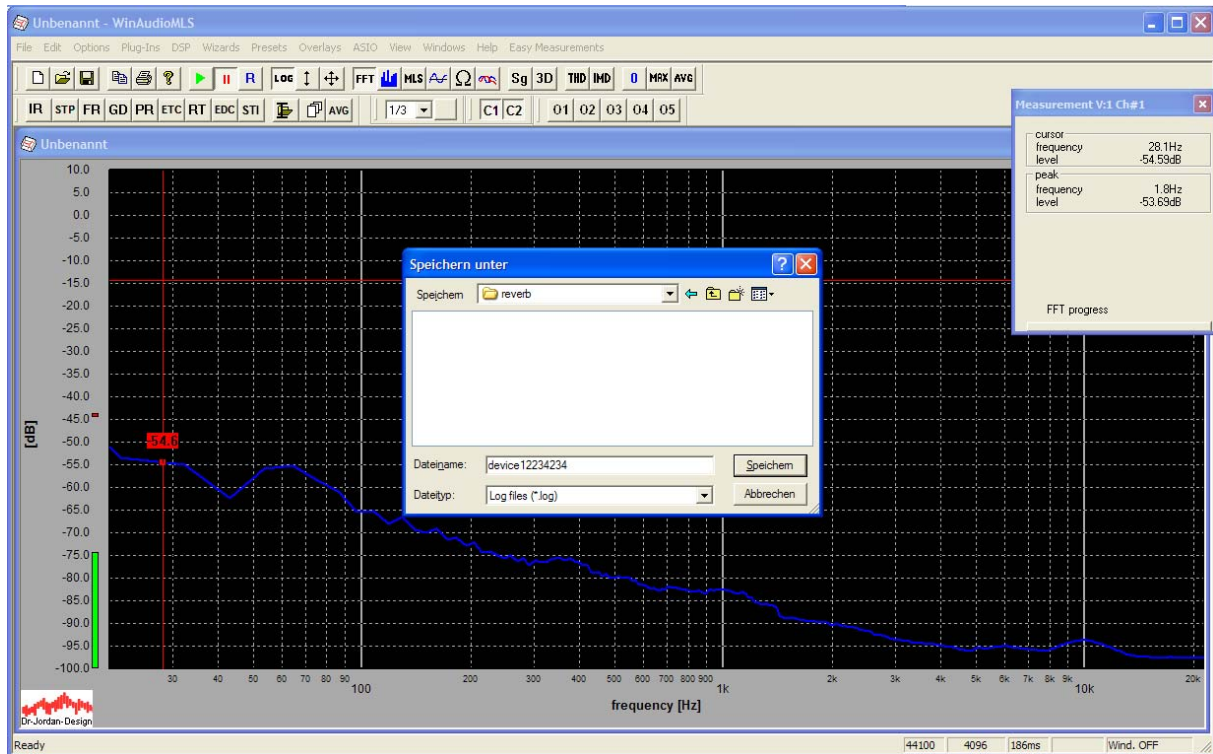 Unbenannt - WinAudioMLS
File Edit Options Plug-Ins DSP Wizards Presets Overlays ASIO View Windows Help Easy Measurements
R LOG FFT MLS Ω Sg 3D THD IMD 0 MAX AVG
IR STP FR GD PR ETC RT EDC STI AVG 1/3 C1 C2 01 02 03 04 05
Unbenannt
Measurement V:1 Ch#1
cursor
frequency 28.1Hz
level -54.59dB
peak
frequency 1.8Hz
level -53.69dB
FFT progress
Speichern unter
Speichern reverb
Dateiname: device12234234 Speichern
Dateityp: Log files (*.log) Abbrechen
10.0
5.0
0.0
-5.0
-10.0
-15.0
-20.0
-25.0
-30.0
-35.0
-40.0
-45.0
-50.0
-55.0
-60.0
-65.0
-70.0
-75.0
-80.0
-85.0
-90.0
-95.0
-100.0
[dB]
-54.6
30 40 50 60 70 80 90 100 200 300 400 500 600 700 800 900 1k 2k 3k 4k 5k 6k 7k 8k 9k 10k 20k
frequency [Hz]
Dr-Jordan-Design
Ready 44100 4096 186ms Wind. OFF